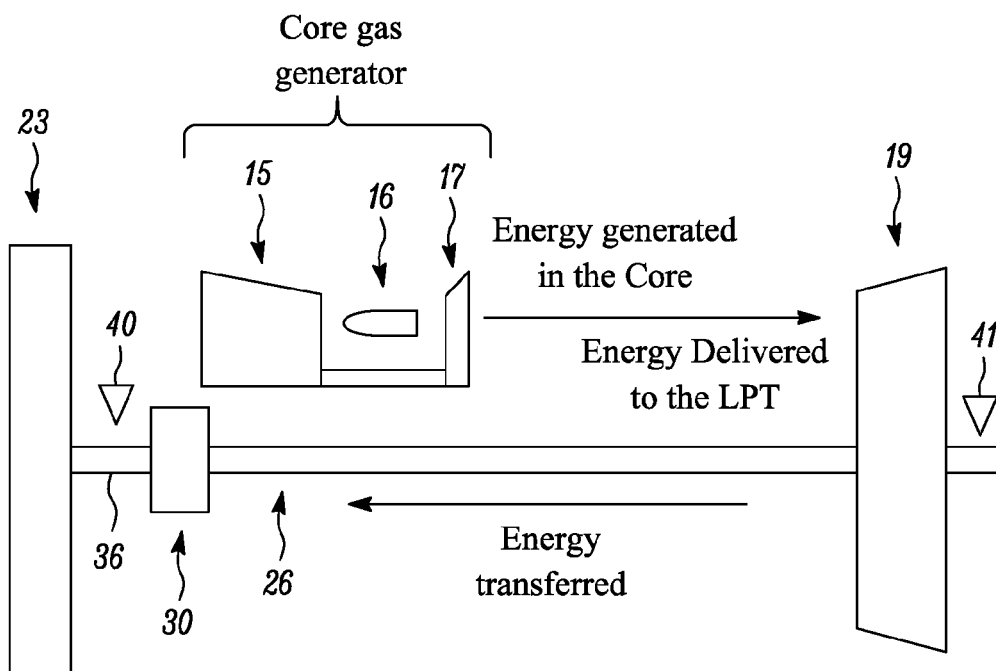 Core gas
generator
23
15
16
17
19
Energy generated
in the Core
40
Energy Delivered
to the LPT
41
36
30
26
Energy
transferred